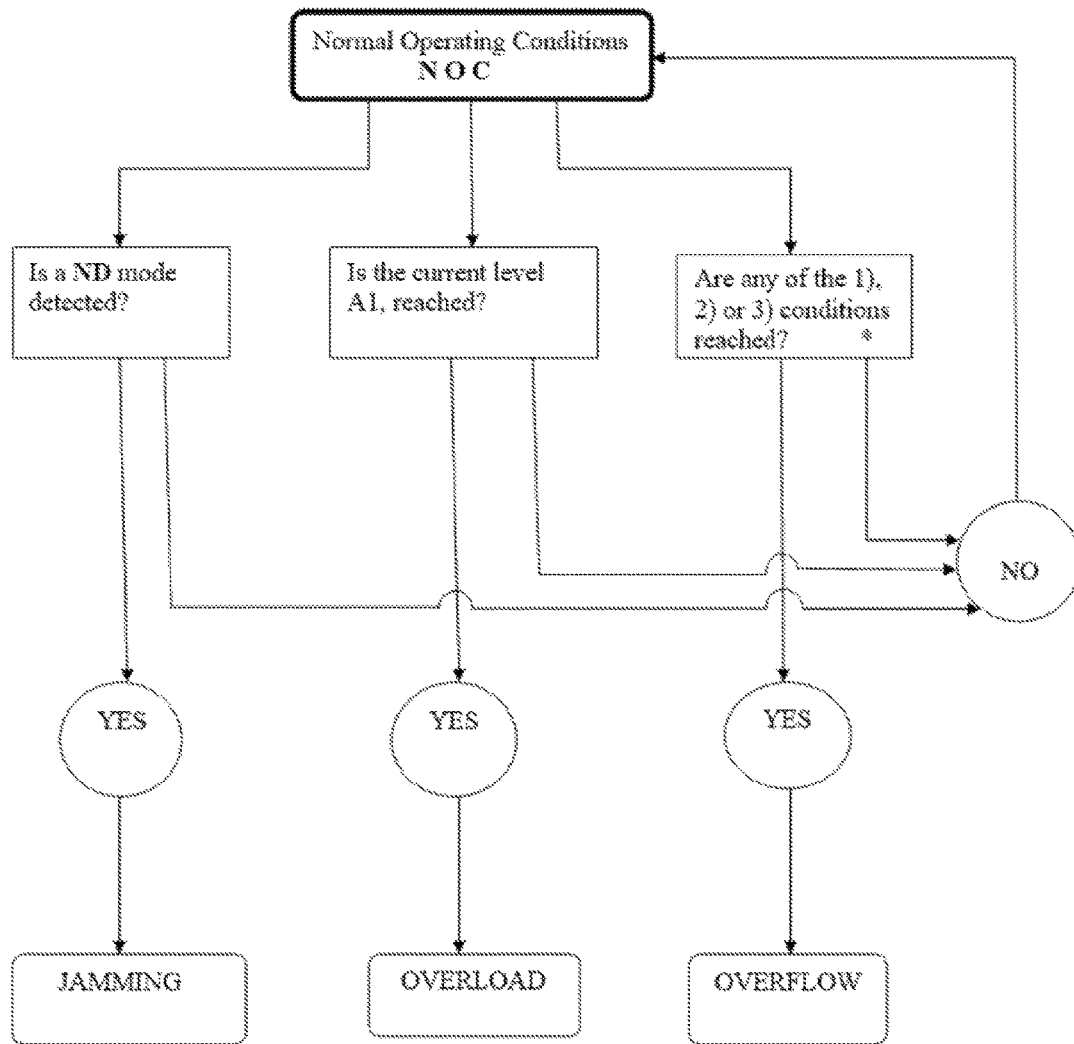 Normal Operating Conditions
N O C
Is a ND mode
detected?
Is the current level
A1, reached?
Are any of the 1),
2) or 3) conditions
reached? *
NO
YES
YES
YES
JAMMING
OVERLOAD
OVERFLOW